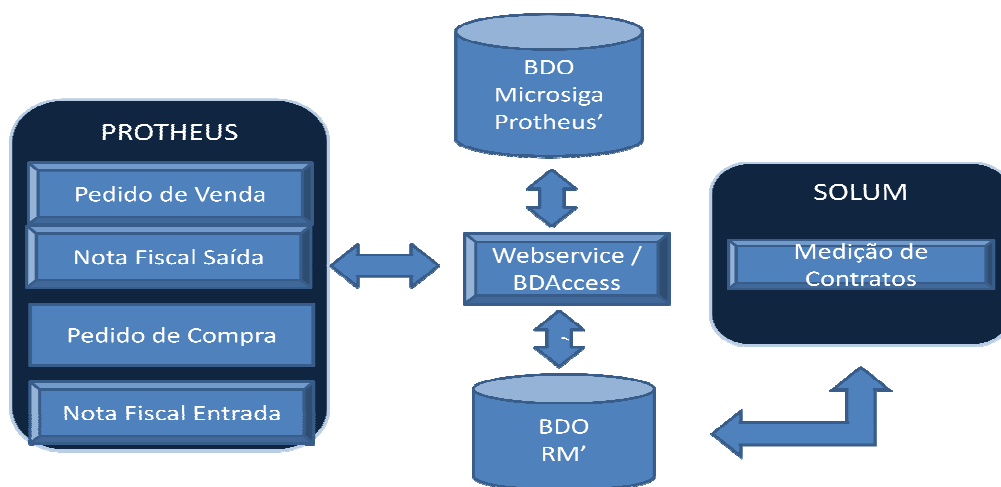 BDO
Microsiga
Protheus’
PROTHEUS
Pedido de Venda
Nota Fiscal Saída
Pedido de Compra
Nota Fiscal Entrada
Webservice /
BDAccess
SOLUM
Medição de
Contratos
BDO
RM’